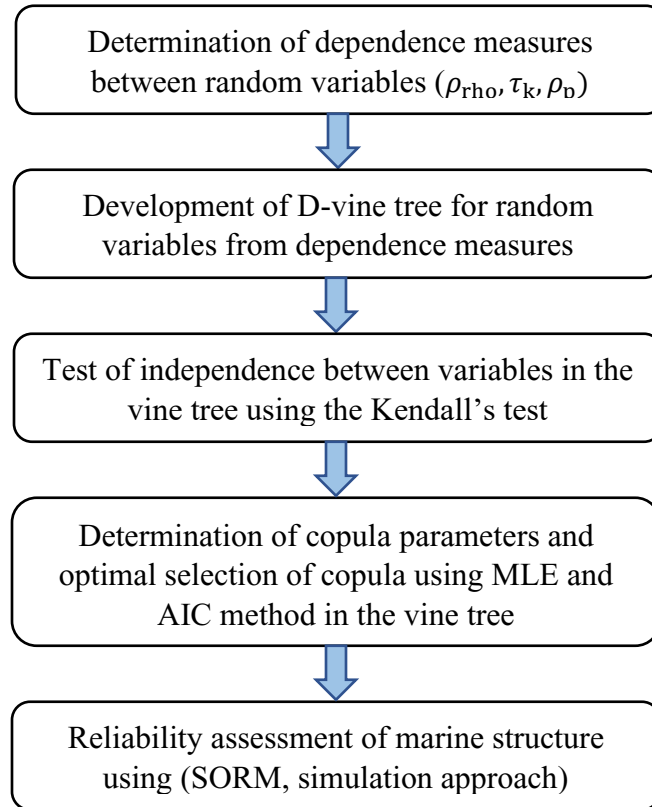 Determination of dependence measures
between random variables (ρrho, τk, ρp)
Development of D-vine tree for random
variables from dependence measures
Test of independence between variables in the
vine tree using the Kendall’s test
Determination of copula parameters and
optimal selection of copula using MLE and
AIC method in the vine tree
Reliability assessment of marine structure
using (SORM, simulation approach)